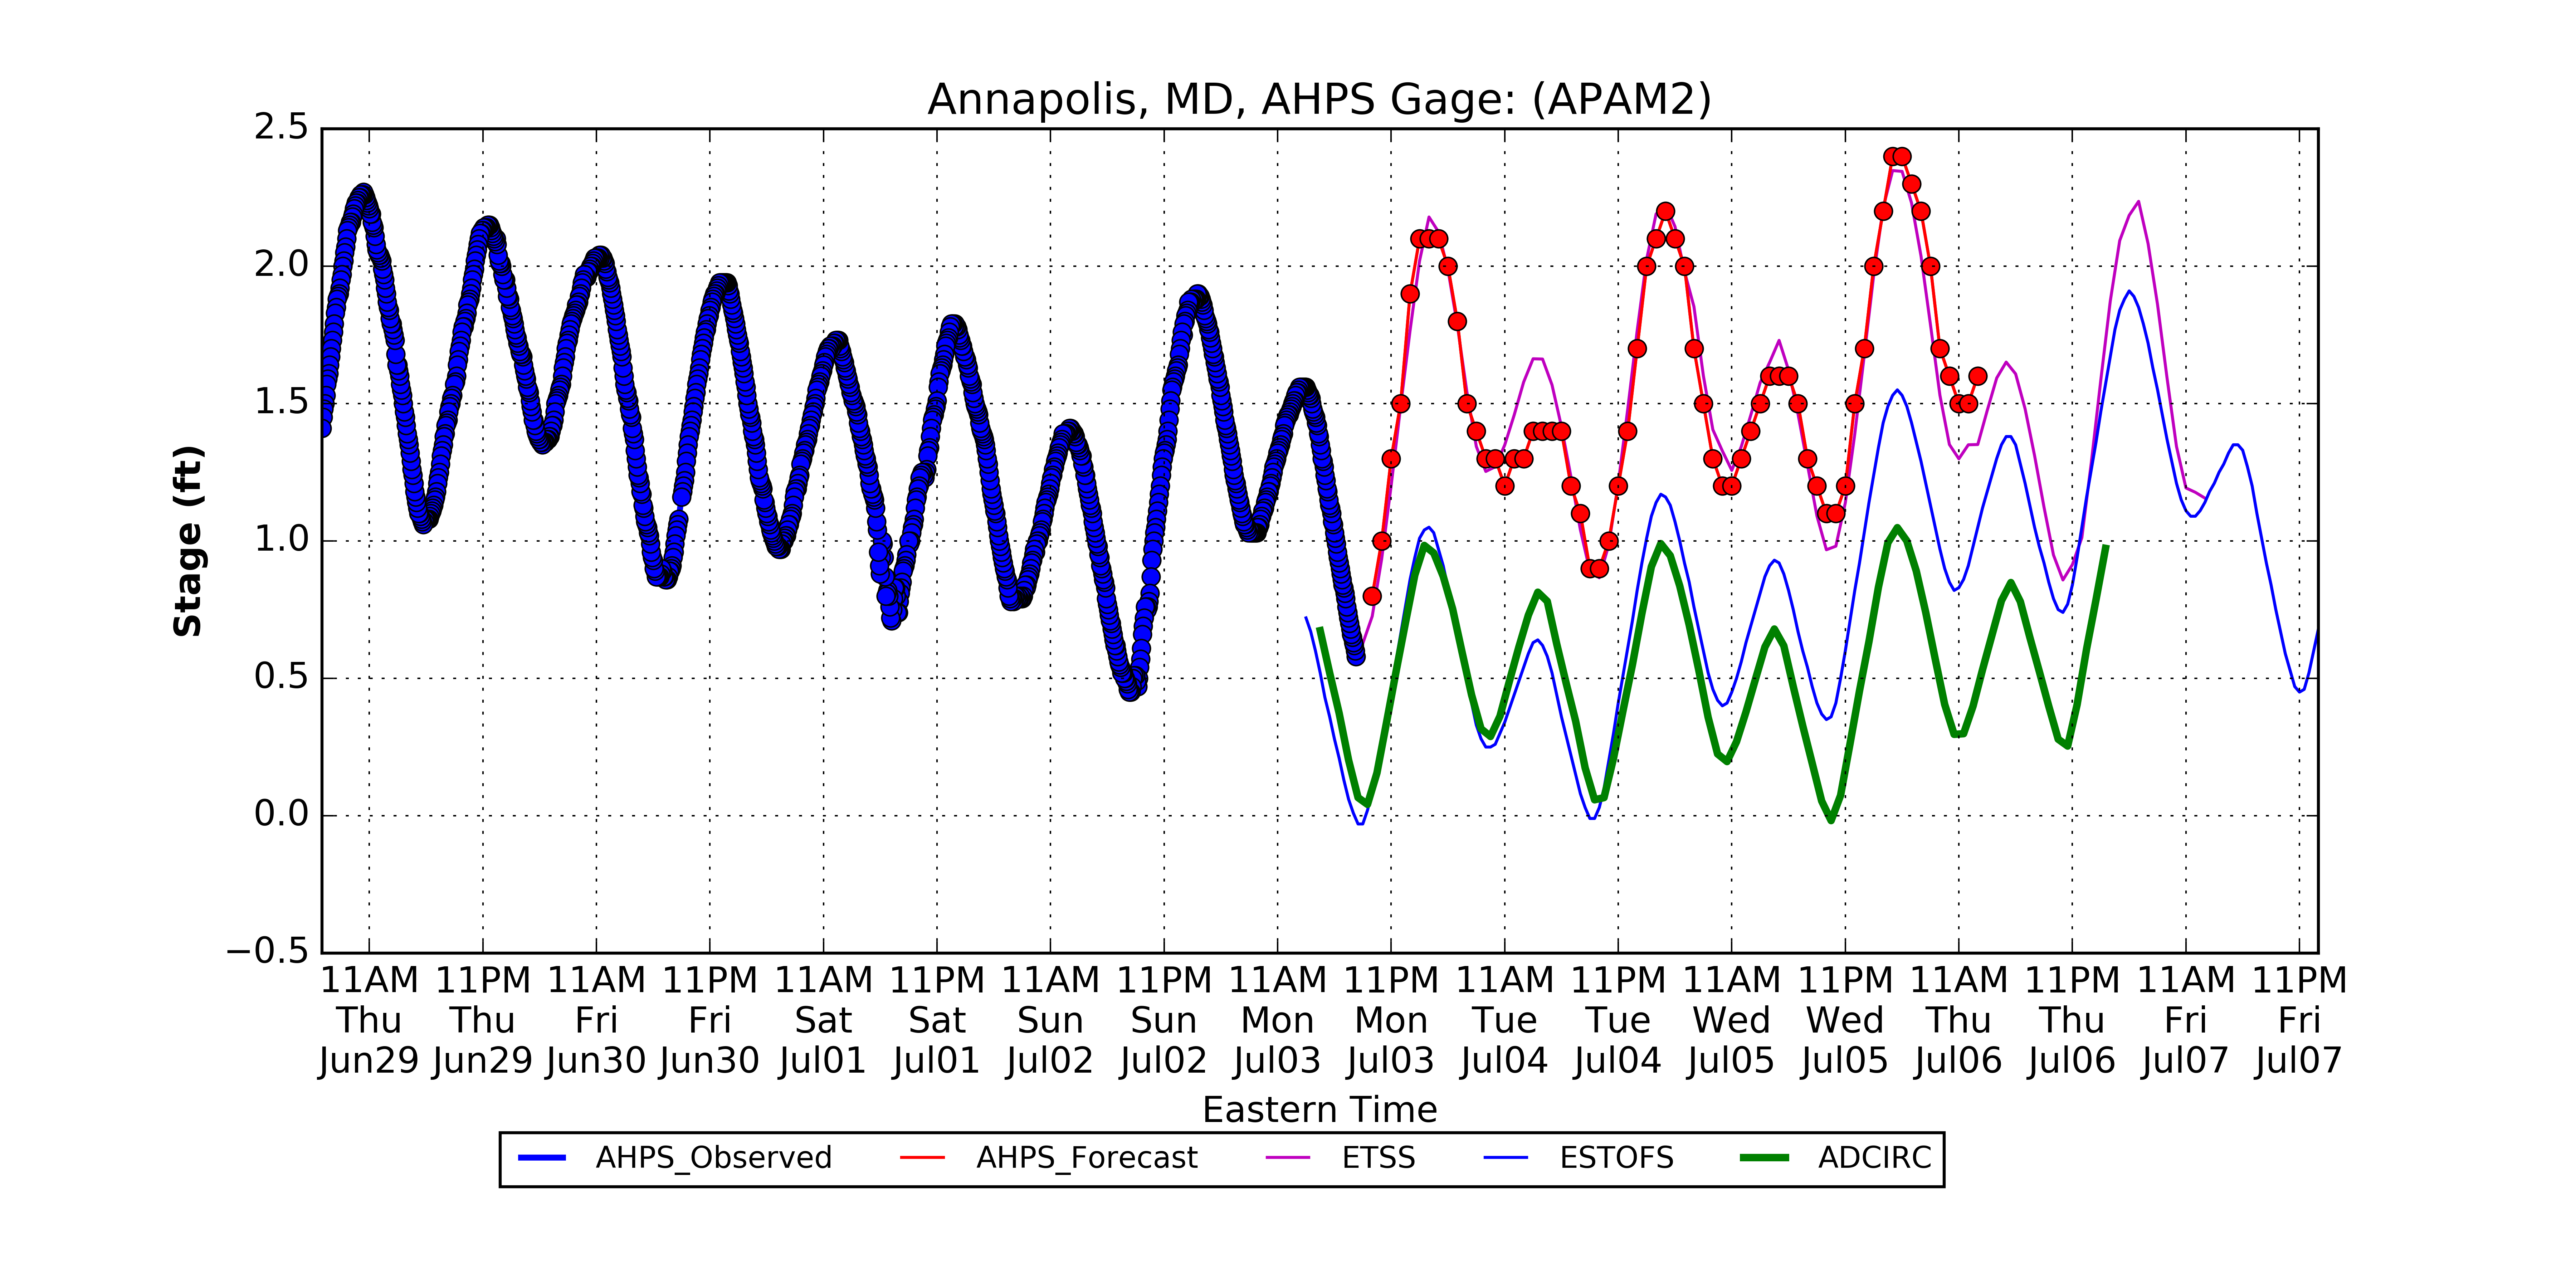 Annapolis, MD, AHPS Gage: (APAM2)
2.5
2.0
1.5
1.0
0.5
0.0
−0.5
Stage (ft)
11AM 11PM 11AM 11PM 11AM 11PM 11AM 11PM 11AM 11PM 11AM 11PM 11AM 11PM 11AM 11PM 11AM 11PM
Thu Thu Fri Fri Sat Sat Sun Sun Mon Mon Tue Tue Wed Wed Thu Thu Fri Fri
Jun29 Jun29 Jun30 Jun30 Jul01 Jul01 Jul02 Jul02 Jul03 Jul03 Jul04 Jul04 Jul05 Jul05 Jul06 Jul06 Jul07 Jul07
Eastern Time
AHPS_Observed AHPS_Forecast ETSS ESTOFS ADCIRC